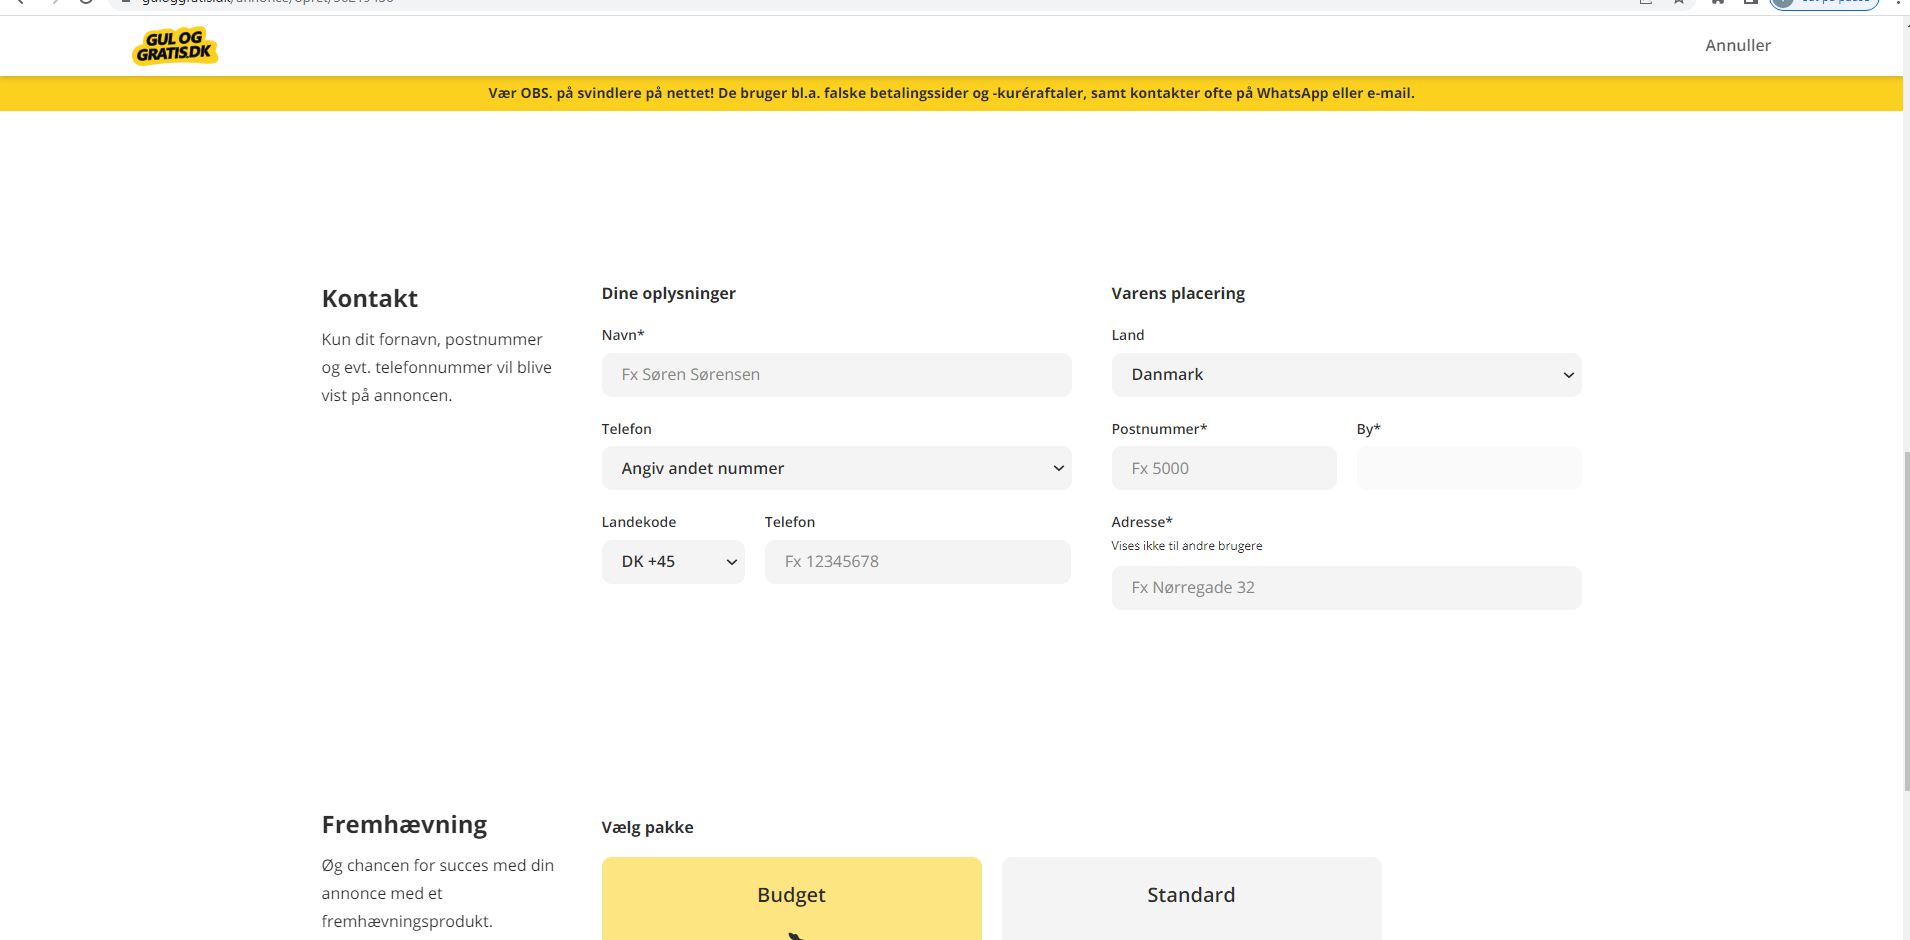 GUL OG
GRATIS.DK
Annuller
Vær OBS. på svindlere på nettet! De bruger bl.a. falske betalingssider og -kuréraftaler, samt kontakter ofte på WhatsApp eller e-mail.
Kontakt
Kun dit fornavn, postnummer
og evt. telefonnummer vil blive
vist på annoncen.
Dine oplysninger
Navn*
Fx Søren Sørensen
Telefon
Angiv andet nummer
Landekode
Telefon
DK +45
Fx 12345678
Varens placering
Land
Danmark
Postnummer*
By*
Fx 5000
Adresse*
Vises ikke til andre brugere
Fx Nørregade 32
Fremhævning
Øg chancen for succes med din
annonce med et
fremhævningsprodukt.
Vælg pakke
Budget
Standard